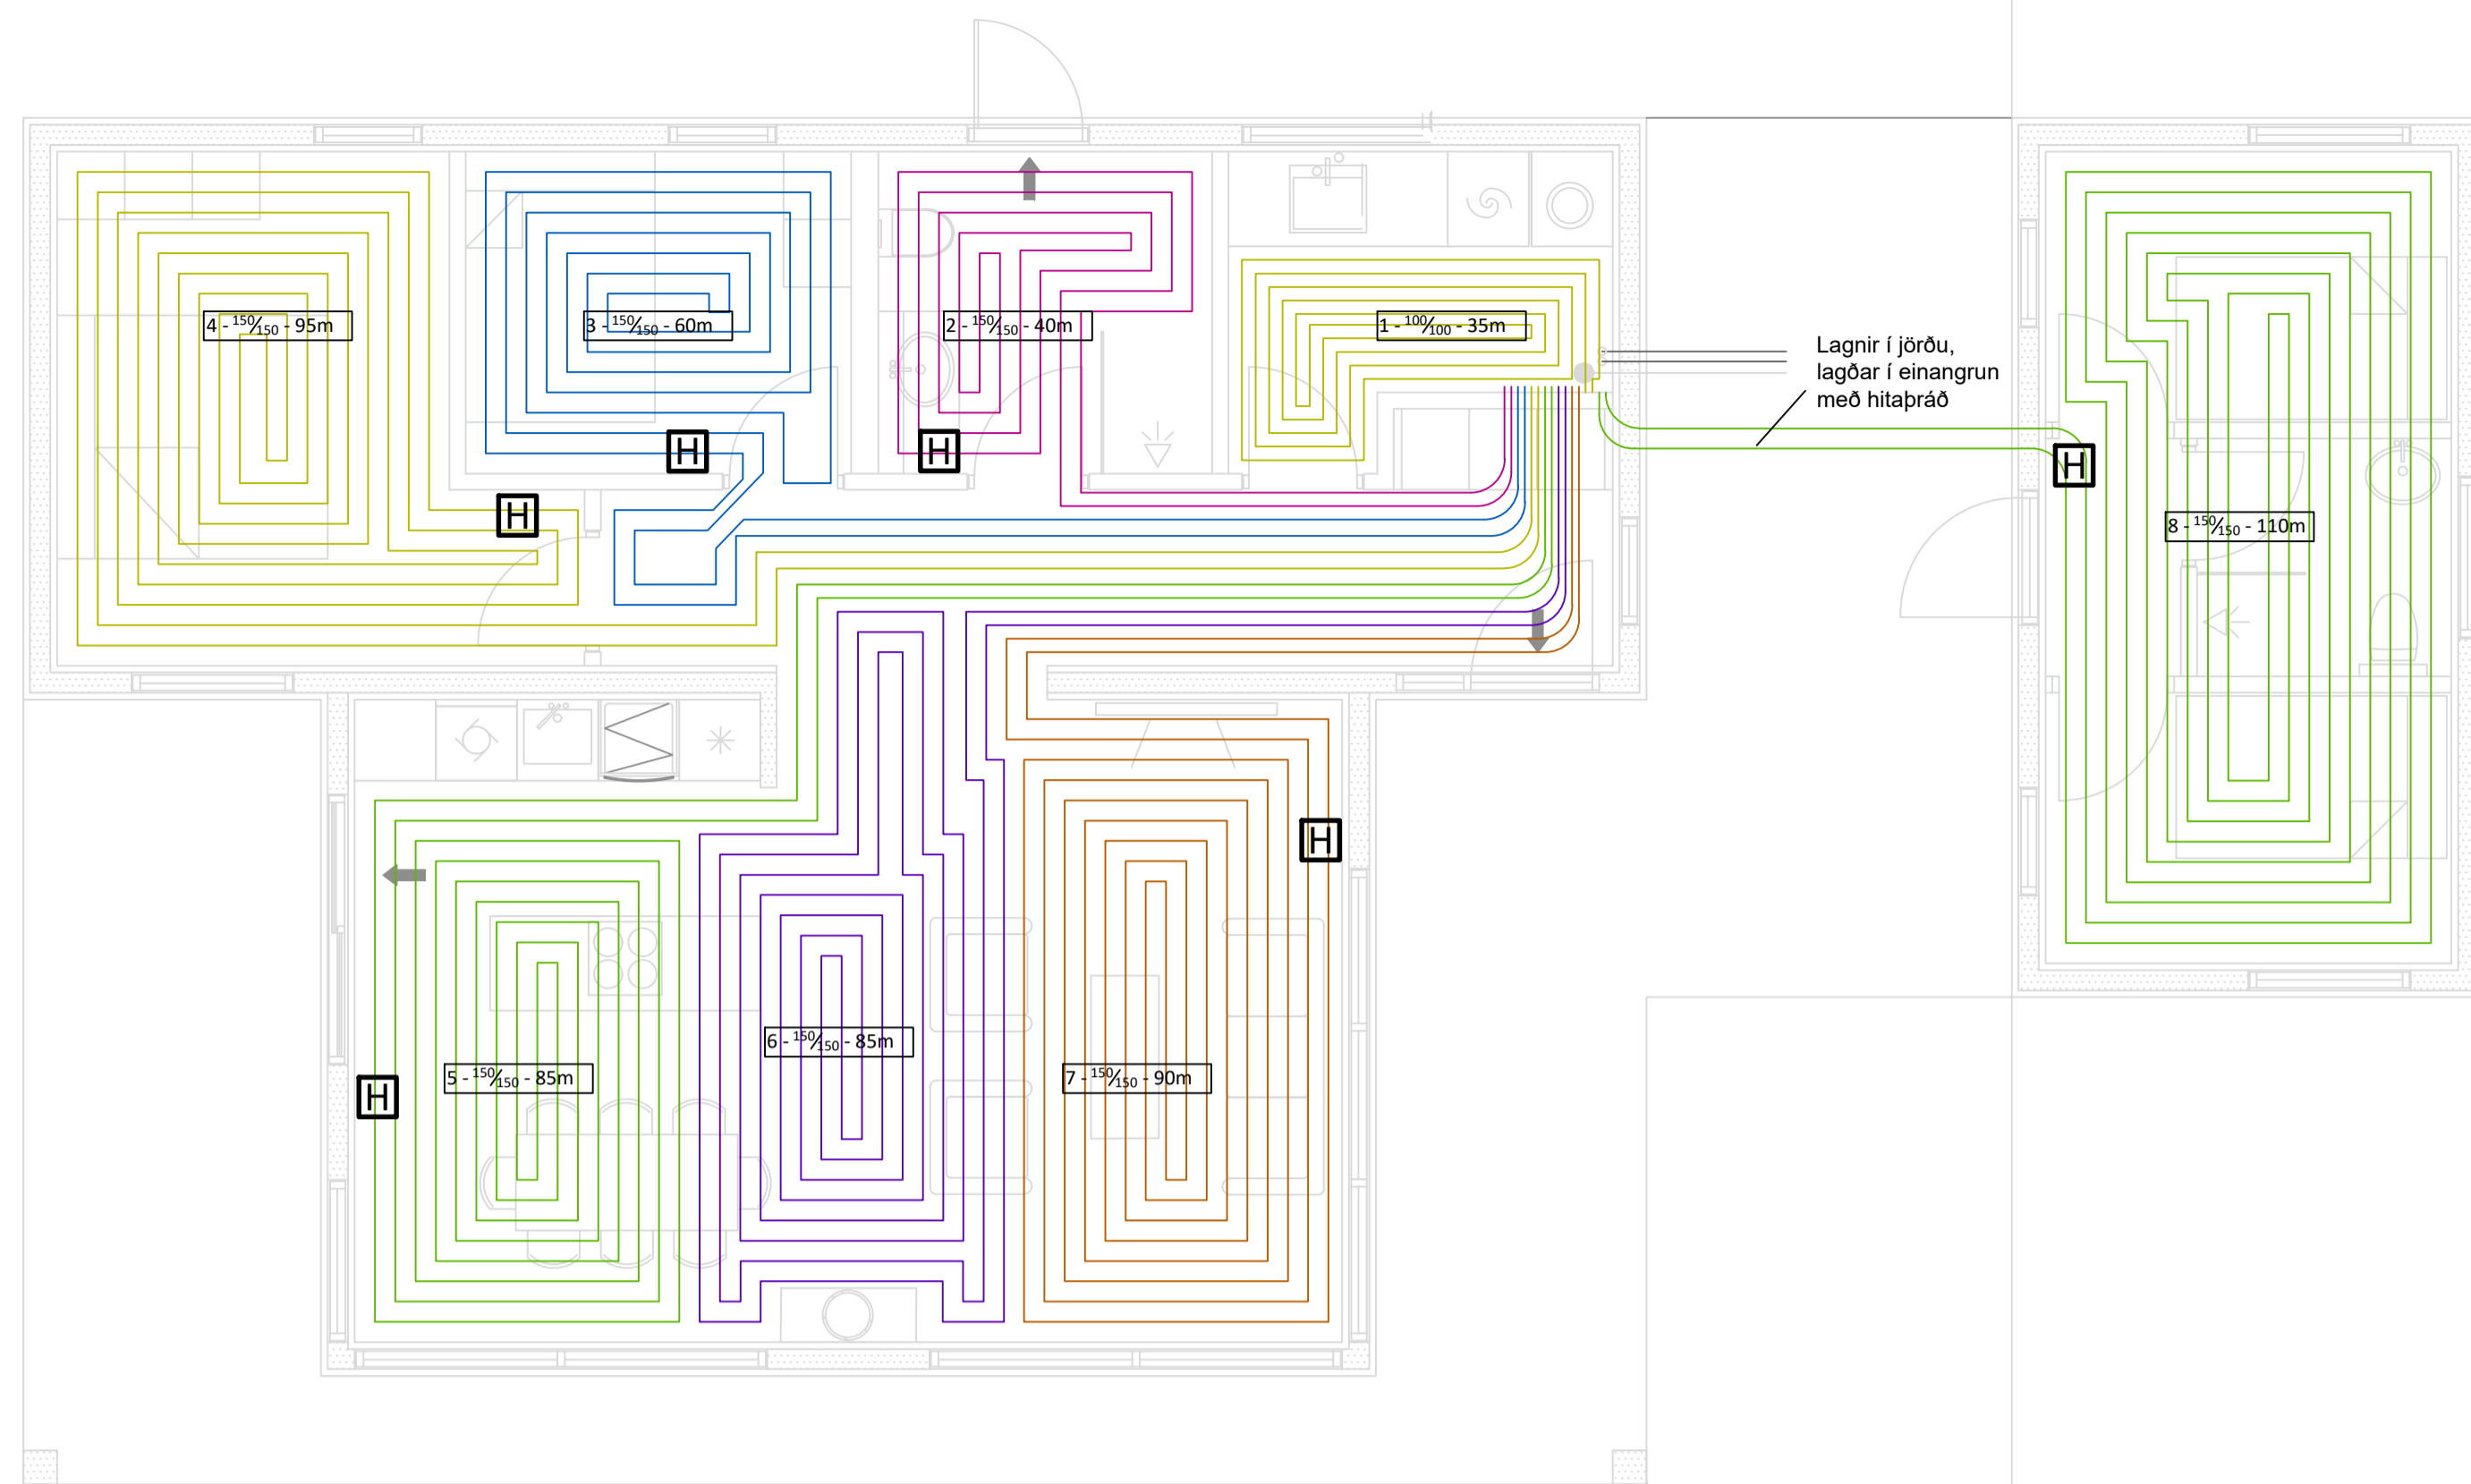 4 - 150/150 - 95m
3 - 150/150 - 60m
2 - 150/150 - 40m
1 - 100/100 - 35m
Lagnir í jörðu,
lagðar í einangrun
með hitaþráð
H
H
H
H
8 - 150/150 - 110m
H
6 - 150/150 - 85m
5 - 150/150 - 85m
7 - 150/150 - 90m
H